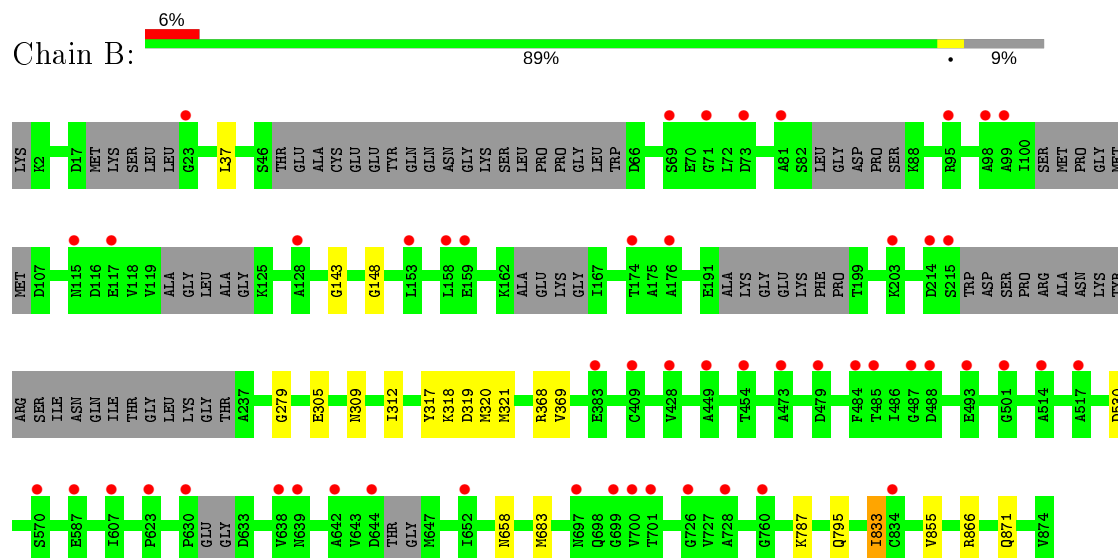 6%
Chain B:
89%
•
9%
LYS K2 D17 MET LYS SER LEU LEU G23 L37 S46 THR GLU ALA CYS GLU GLU TYR GLN GLN ASN GLY LYS SER LEU PRO PRO GLY LEU TRP D66 S69 E70 G71 L72 D73 A81 S82 LEU GLY ASP PRO SER K88 R95 A98 A99 I100 SER MET PRO GLY MET
MET D107 N115 D116 E117 V118 V119 ALA GLY LEU ALA GLY K125 A128 G143 G148 L153 L158 E159 K162 ALA GLU LYS GLY I167 T174 A175 A176 E191 ALA LYS GLY GLU LYS PHE PRO T199 K203 D214 S215 TRP ASP SER PRO ARG ALA ASN LYS TYR
ARG SER ILE ASN GLN ILE THR GLY LEU LYS GLY THR A237 G279 E305 N309 I312 Y317 K318 D319 M320 M321 R368 V369 E383 C409 V428 A449 T454 A473 D479 F484 T485 I486 G487 D488 E493 G501 A514 A517 D530
S570 E587 I607 P623 P630 GLU GLY D633 V638 N639 A642 V643 D644 THR GLY M647 I652 N658 M683 N697 Q698 G699 V700 T701 G726 V727 A728 G760 K787 Q795 I833 C834 V855 R866 Q871 V874